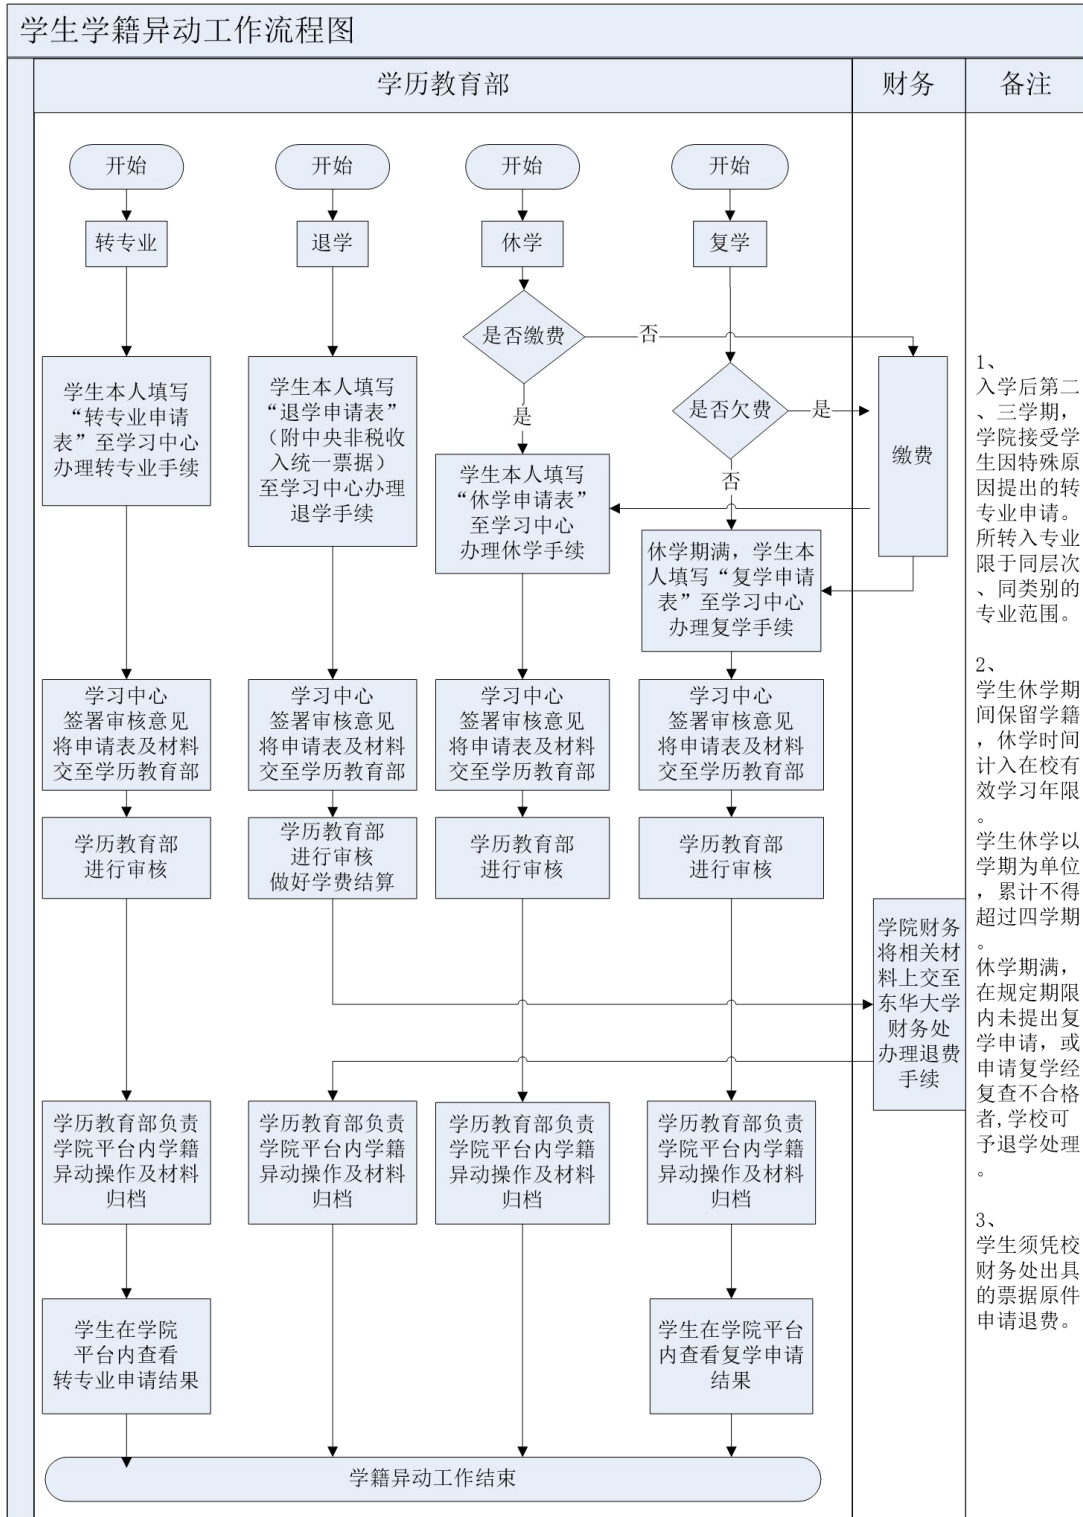 学生学籍异动工作流程图
学历教育部
财务
备注
开始
开始
开始
开始
转专业
退学
休学
复学
是否缴费
否
是
是否欠费
是
否
缴费
学生本人填写
“转专业申请
表”至学习中心
办理转专业手续
学生本人填写
“退学申请表”
（附中央非税收
入统一票据）
至学习中心办理
退学手续
学生本人填写
“休学申请表”
至学习中心
办理休学手续
休学期满，学生本
人填写“复学申请
表”至学习中心
办理复学手续
学习中心
签署审核意见
将申请表及材料
交至学历教育部
学习中心
签署审核意见
将申请表及材料
交至学历教育部
学习中心
签署审核意见
将申请表及材料
交至学历教育部
学习中心
签署审核意见
将申请表及材料
交至学历教育部
学历教育部
进行审核
学历教育部
进行审核
做好学费结算
学历教育部
进行审核
学历教育部
进行审核
学院财务
将相关材
料上交至
东华大学
财务处
办理退费
手续
学历教育部负责
学院平台内学籍
异动操作及材料
归档
学历教育部负责
学院平台内学籍
异动操作及材料
归档
学历教育部负责
学院平台内学籍
异动操作及材料
归档
学历教育部负责
学院平台内学籍
异动操作及材料
归档
学生在学院
平台内查看
转专业申请结果
学生在学院平台
内查看复学申请
结果
学籍异动工作结束
1、
入学后第二
、三学期，
学院接受学
生因特殊原
因提出的转
专业申请。
所转入专业
限于同层次
、同类别的
专业范围。
2、
学生休学期
间保留学籍
，休学时间
计入在校有
效学习年限
。
学生休学以
学期为单位
，累计不得
超过四学期
。
休学期满，
在规定期限
内未提出复
学申请，或
申请复学经
复查不合格
者,学校可
予退学处理
。
3、
学生须凭校
财务处出具
的票据原件
申请退费。